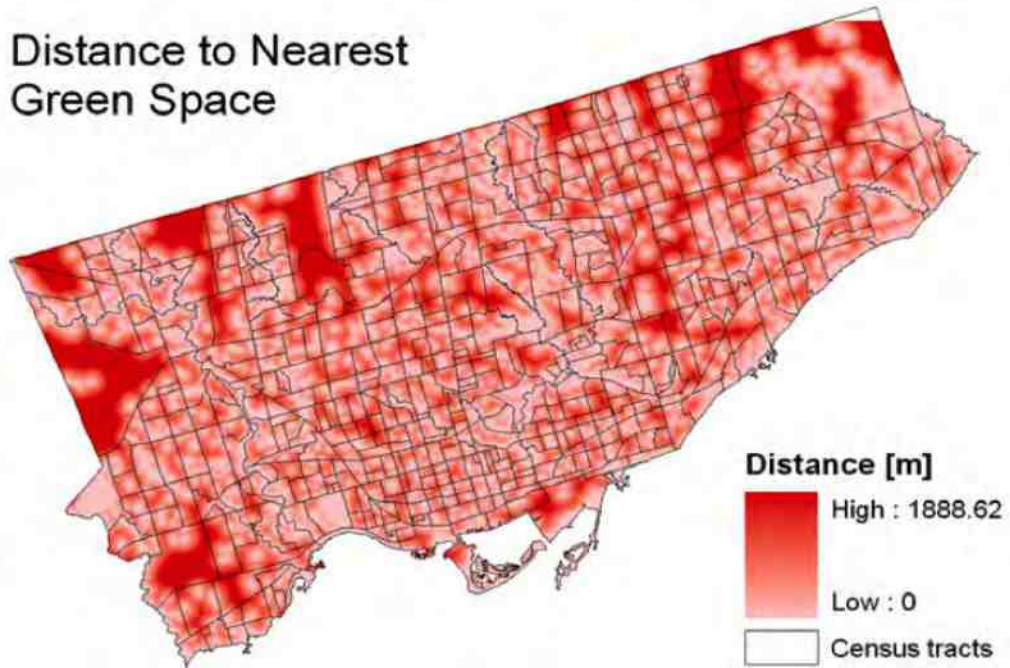 Distance to Nearest
Green Space
Distance [m]
High : 1888.62
Low : 0
Census tracts